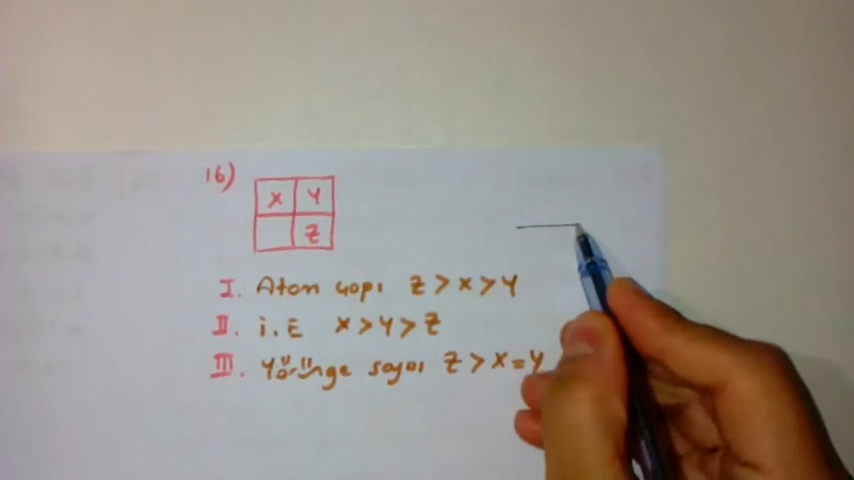 16)
X Y
Z
I. Atom çapı Z > X > Y
II. İ.E X > Y > Z
III. Yörünge sayısı Z > X = Y